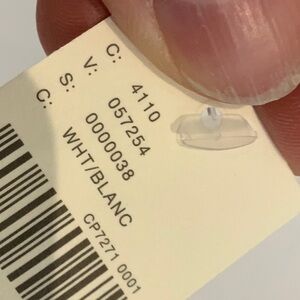 C: 4110
V: 057254
S: 0000038
C: WHT/BLANC
CP7271 0001